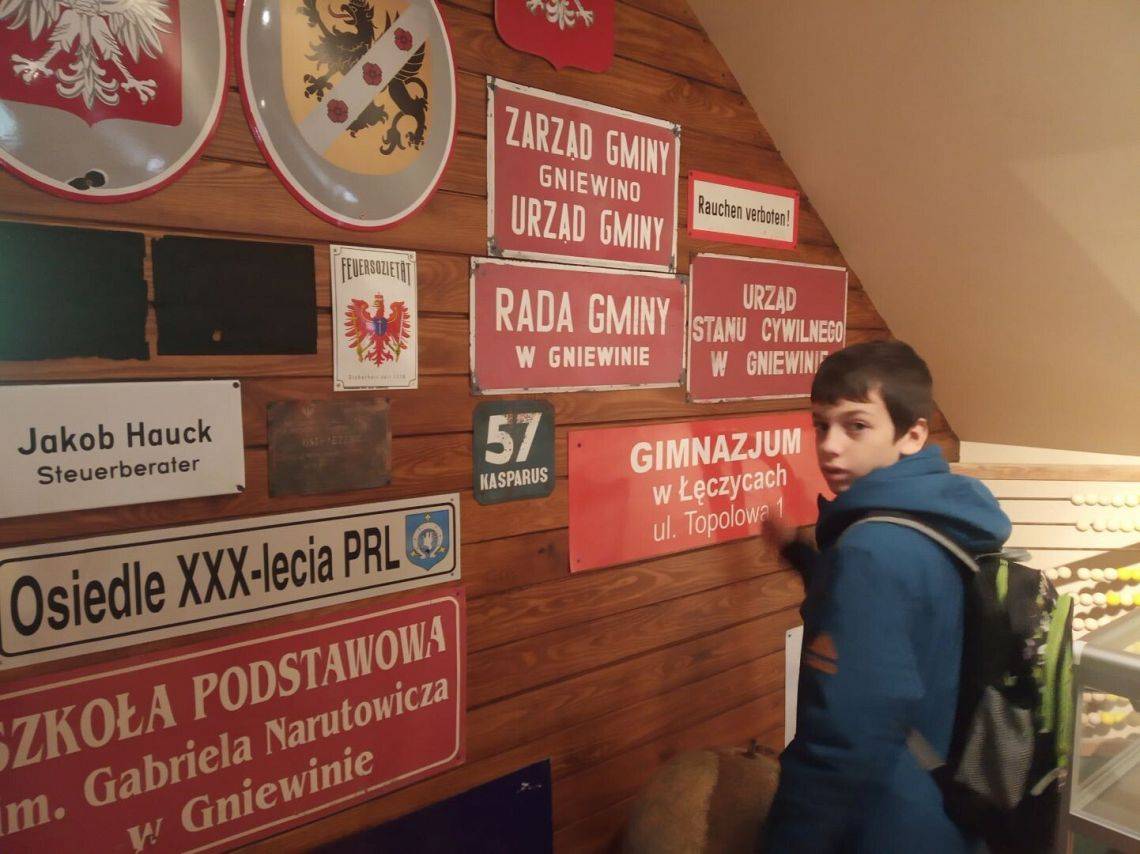 ZARZĄD GMINY
GNIEWINO
URZĄD GMINY
Rauchen verboten!
FEUERSOZIETÄT
RADA GMINY
W GNIEWINIE
URZĄD
STANU CYWILNEGO
W GNIEWINIE
Jakob Hauck
Steuerberater
57
KASPARUS
GIMNAZJUM
w Łęczycach
ul. Topolowa 1
Osiedle XXX-lecia PRL
SZKOŁA PODSTAWOWA
im. Gabriela Narutowicza
w Gniewinie